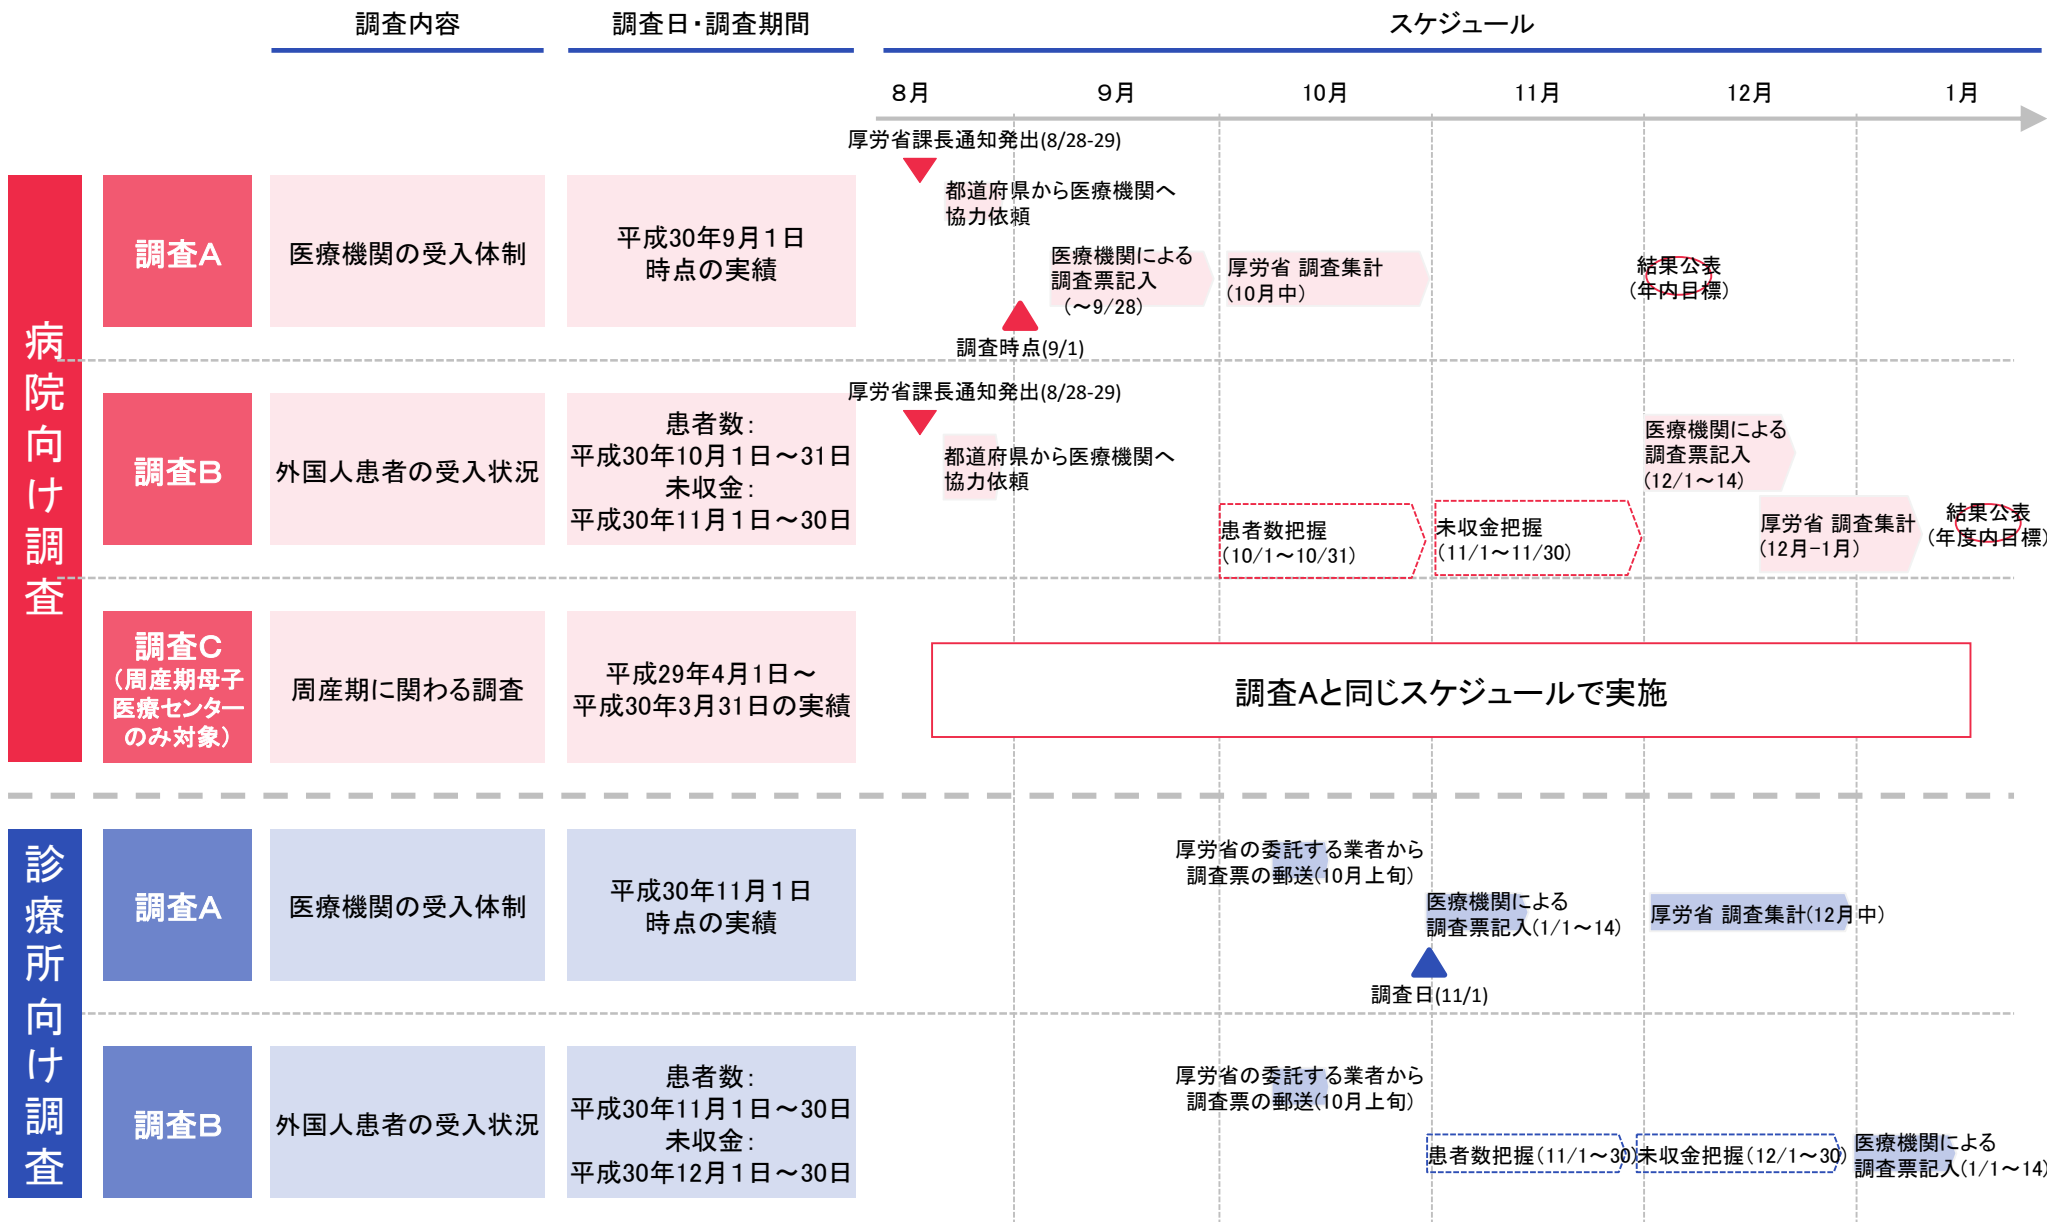 調査内容
調査日・調査期間
スケジュール
8月
9月
10月
11月
12月
1月
病院向け調査
調査A
医療機関の受入体制
平成30年9月1日
時点の実績
厚労省課長通知発出(8/28-29)
都道府県から医療機関へ
協力依頼
医療機関による
調査票記入
(～9/28)
調査時点(9/1)
厚労省 調査集計
(10月中)
結果公表
(年内目標)
調査B
外国人患者の受入状況
患者数：
平成30年10月1日～31日
未収金：
平成30年11月1日～30日
厚労省課長通知発出(8/28-29)
都道府県から医療機関へ
協力依頼
患者数把握
(10/1～10/31)
未収金把握
(11/1～11/30)
医療機関による
調査票記入
(12/1～14)
厚労省 調査集計
(12月-1月)
結果公表
(年度内目標)
調査C
(周産期母子
医療センター
のみ対象)
周産期に関わる調査
平成29年4月1日～
平成30年3月31日の実績
調査Aと同じスケジュールで実施
診療所向け調査
調査A
医療機関の受入体制
平成30年11月1日
時点の実績
厚労省の委託する業者から
調査票の郵送(10月上旬)
医療機関による
調査票記入(1/1～14)
調査日(11/1)
厚労省 調査集計(12月中)
調査B
外国人患者の受入状況
患者数：
平成30年11月1日～30日
未収金：
平成30年12月1日～30日
厚労省の委託する業者から
調査票の郵送(10月上旬)
患者数把握(11/1～30)
未収金把握(12/1～30)
医療機関による
調査票記入(1/1～14)